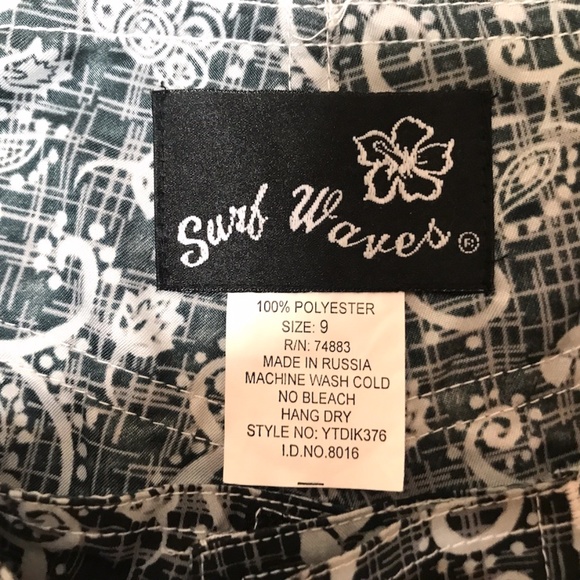 Surf Waves ®
100% POLYESTER
SIZE: 9
R/N: 74883
MADE IN RUSSIA
MACHINE WASH COLD
NO BLEACH
HANG DRY
STYLE NO: YTDIK376
I.D.NO.8016